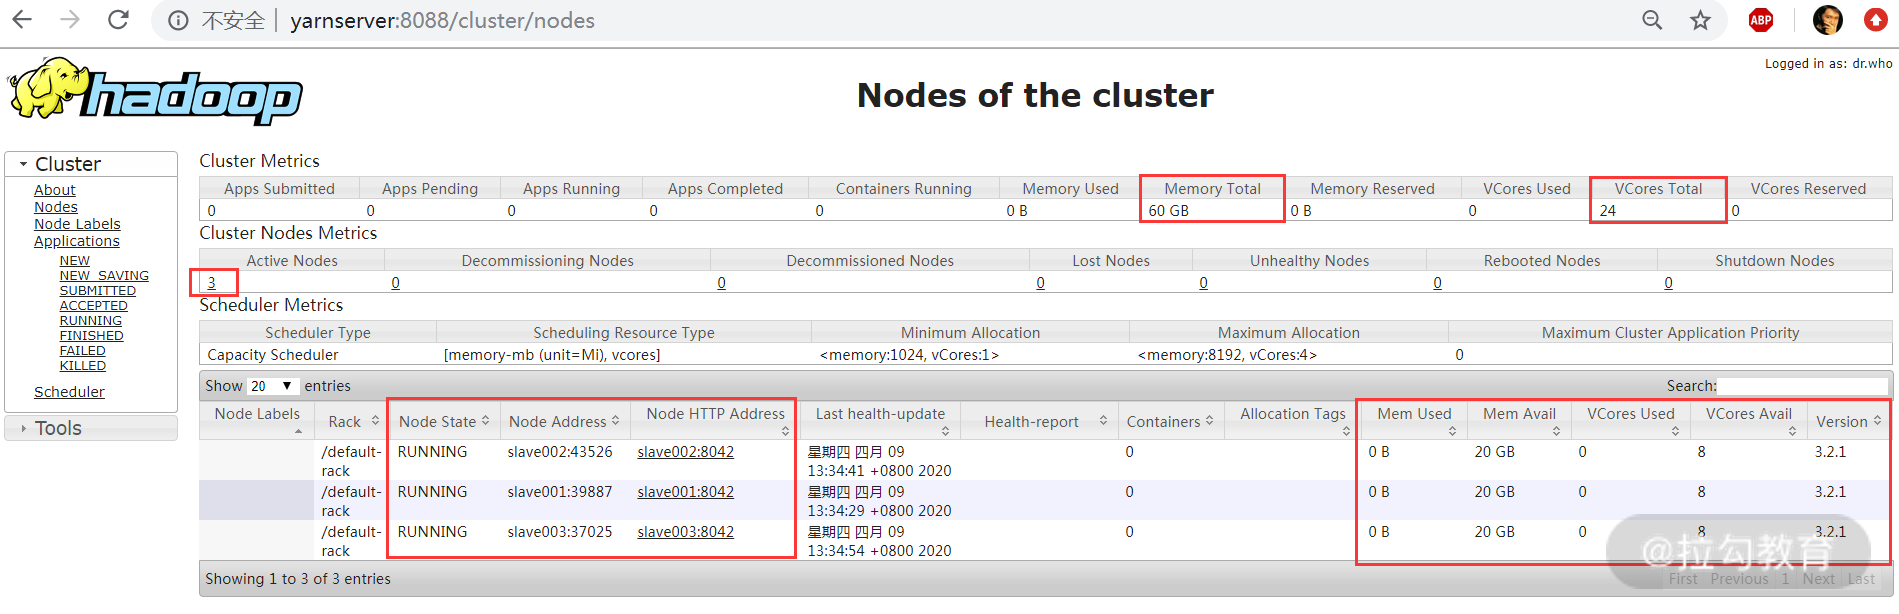 不安全 yarnserver:8088/cluster/nodes
ABP
Logged in as: dr.who
hadoop
Nodes of the cluster
Cluster
About
Nodes
Node Labels
Applications
NEW
NEW_SAVING
SUBMITTED
ACCEPTED
RUNNING
FINISHED
FAILED
KILLED
Scheduler
Tools
Cluster Metrics
Apps Submitted Apps Pending Apps Running Apps Completed Containers Running Memory Used Memory Total Memory Reserved VCores Used VCores Total VCores Reserved
0 0 0 0 0 0 B 60 GB 0 B 0 24 0
Cluster Nodes Metrics
Active Nodes Decommissioning Nodes Decommissioned Nodes Lost Nodes Unhealthy Nodes Rebooted Nodes Shutdown Nodes
3 0 0 0 0 0 0
Scheduler Metrics
Scheduler Type Scheduling Resource Type Minimum Allocation Maximum Allocation Maximum Cluster Application Priority
Capacity Scheduler [memory-mb (unit=Mi), vcores] <memory:1024, vCores:1> <memory:8192, vCores:4> 0
Show 20 entries Search:
Node Labels Rack Node State Node Address Node HTTP Address Last health-update Health-report Containers Allocation Tags Mem Used Mem Avail VCores Used VCores Avail Version
/default-rack RUNNING slave002:43526 slave002:8042 星期四 四月 09 13:34:41 +0800 2020 0 0 B 20 GB 0 8 3.2.1
/default-rack RUNNING slave001:39887 slave001:8042 星期四 四月 09 13:34:29 +0800 2020 0 0 B 20 GB 0 8 3.2.1
/default-rack RUNNING slave003:37025 slave003:8042 星期四 四月 09 13:34:54 +0800 2020 0 0 B 20 GB 0 8 3.2.1
Showing 1 to 3 of 3 entries
First Previous 1 Next Last
@拉勾教育